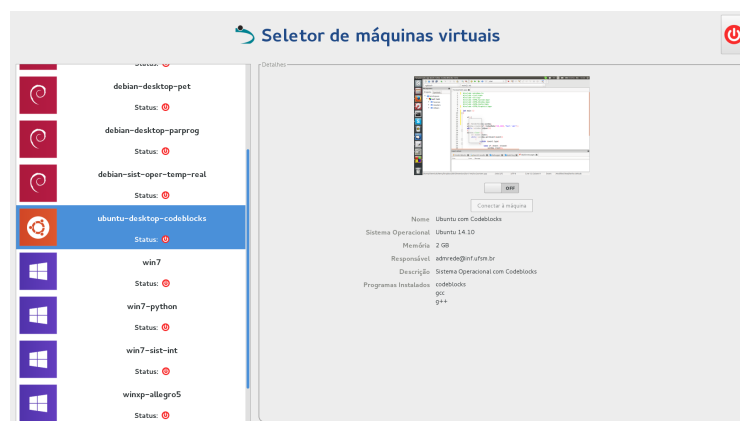 Seletor de máquinas virtuais
Status:
debian-desktop-pet
Status:
debian-desktop-parprog
Status:
debian-sist-oper-temp-real
Status:
ubuntu-desktop-codeblocks
Status:
win7
Status:
win7-python
Status:
win7-sist-int
Status:
winxp-allegro5
Status:
Detalhes
OFF
Conectar à máquina
Nome Ubuntu com Codeblocks
Sistema Operacional Ubuntu 14.10
Memória 2 GB
Responsável admrede@inf.ufsm.br
Descrição Sistema Operacional com Codeblocks
Programas Instalados codeblocks
gcc
g++